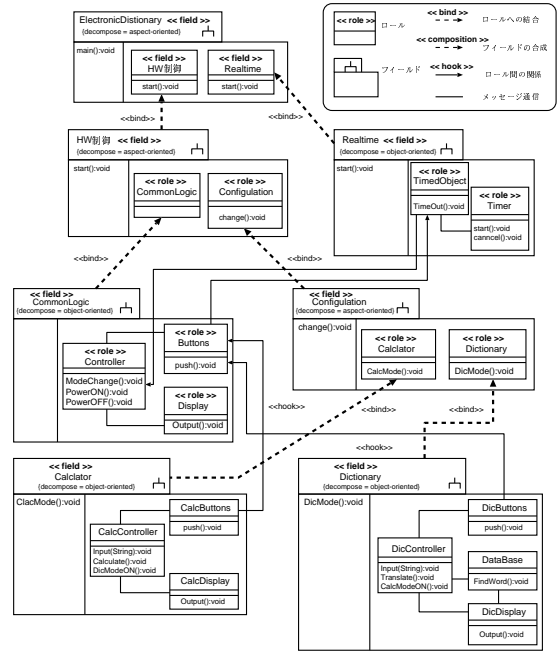 ElectronicDistionary << field >>
{decompose = aspect-oriented}
main():void
<< field >>
HW制御
start():void
<< field >>
Realtime
start():void
<< role >>
ロール
フィールド
<< bind >>
ロールへの結合
<< composition >>
フィールドの合成
<< hook >>
ロール間の関係
メッセージ通信
<<bind>>
<<bind>>
HW制御 << field >>
{decompose = aspect-oriented}
start():void
<< role >>
CommonLogic
<< role >>
Configulation
change():void
Realtime << field >>
{decompose = object-oriented}
start():void
<< role >>
TimedObject
TimeOut():void
<< role >>
Timer
start():void
canncel():void
<<bind>>
<<bind>>
<< field >>
CommonLogic
{decompose = object-oriented}
<< role >>
Buttons
push():void
<< role >>
Controller
ModeChange():void
PowerON():void
POwerOFF():void
<< role >>
Display
Output():void
<< field >>
Configulation
{decompose = aspect-oriented}
change():void
<< role >>
Calclator
CalcMode():void
<< role >>
Dictionary
DicMode():void
<<hook>>
<<bind>>
<<bind>>
<<hook>>
<< field >>
Calclator
{decompose = object-oriented}
ClacMode():void
CalcButtons
push():void
CalcController
Input(String):void
Calculate():void
DicModeON():void
CalcDisplay
Output():void
<< field >>
Dictionary
{decompose = object-oriented}
DicMode():void
DicButtons
push():void
DicController
Input(String):void
Translate():void
CalcModeON():void
DataBase
FindWord():void
DicDisplay
Output():void